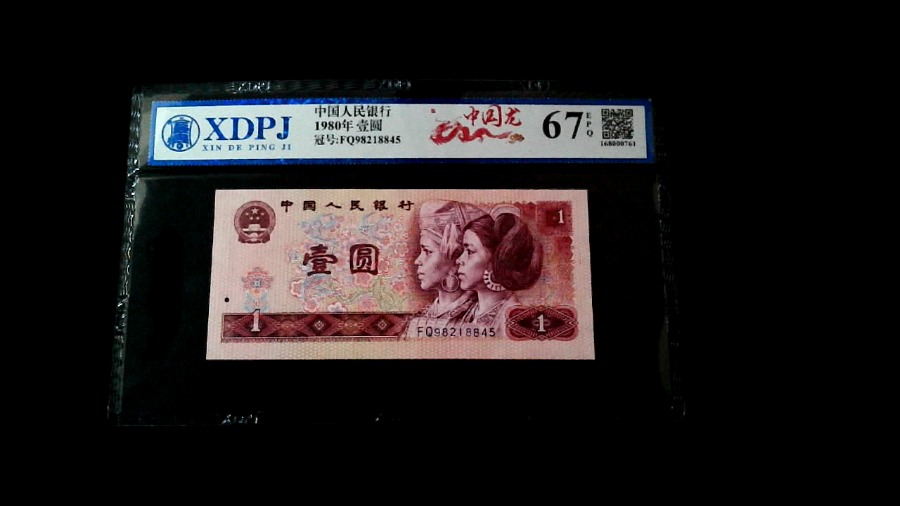 XDPJ
XIN DE PING JI
中国人民银行
1980年 壹圆
冠号:FQ98218845
中国龙
67 EPQ
168000761
中国人民银行
1
壹圆
1
FQ98218845
1